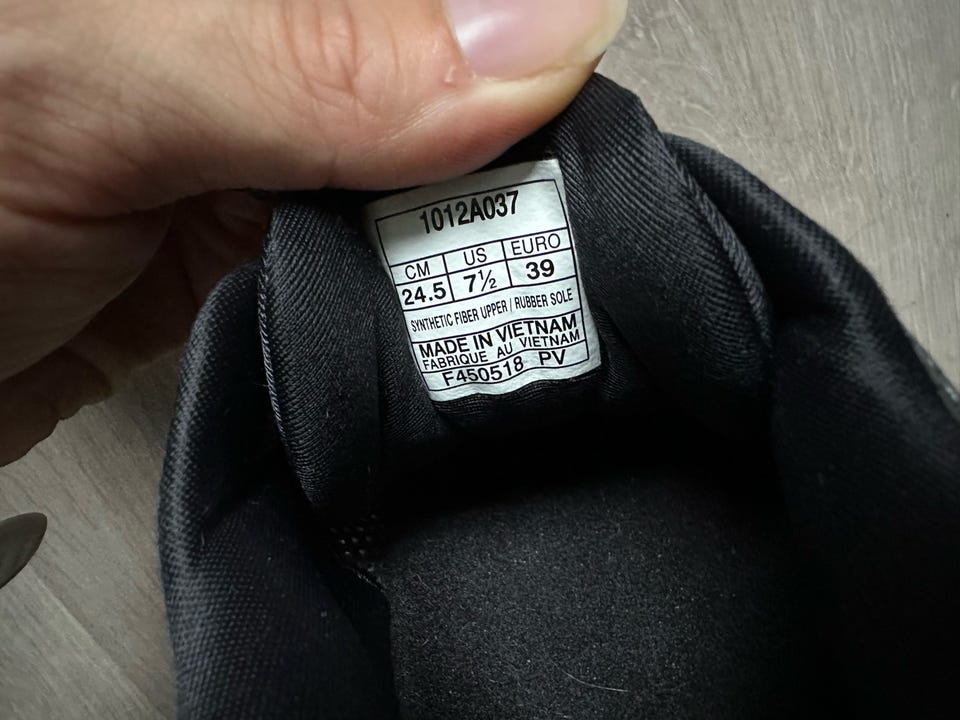 1012A037
CM US EURO
24.5 7½ 39
SYNTHETIC FIBER UPPER / RUBBER SOLE
MADE IN VIETNAM
FABRIQUE AU VIETNAM
F450518 PV